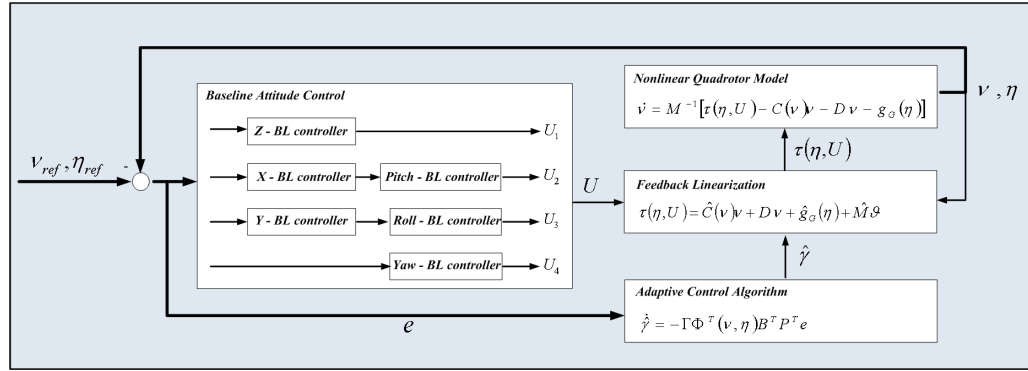 Baseline Attitude Control
Z - BL controller
U₁
X - BL controller
Pitch - BL controller
U₂
Y - BL controller
Roll - BL controller
U₃
Yaw - BL controller
U₄
ν_ref , η_ref
-
e
U
Nonlinear Quadrotor Model
ν̇ = M⁻¹[τ(η,U) − C(ν)ν − Dν − g_G(η)]
ν , η
τ(η,U)
Feedback Linearization
τ(η,U) = Ĉ(ν)ν + Dν + ĝ_G(η) + M̂ϑ
γ̂
Adaptive Control Algorithm
γ̂̇ = −ΓΦᵀ(ν,η)BᵀPᵀe